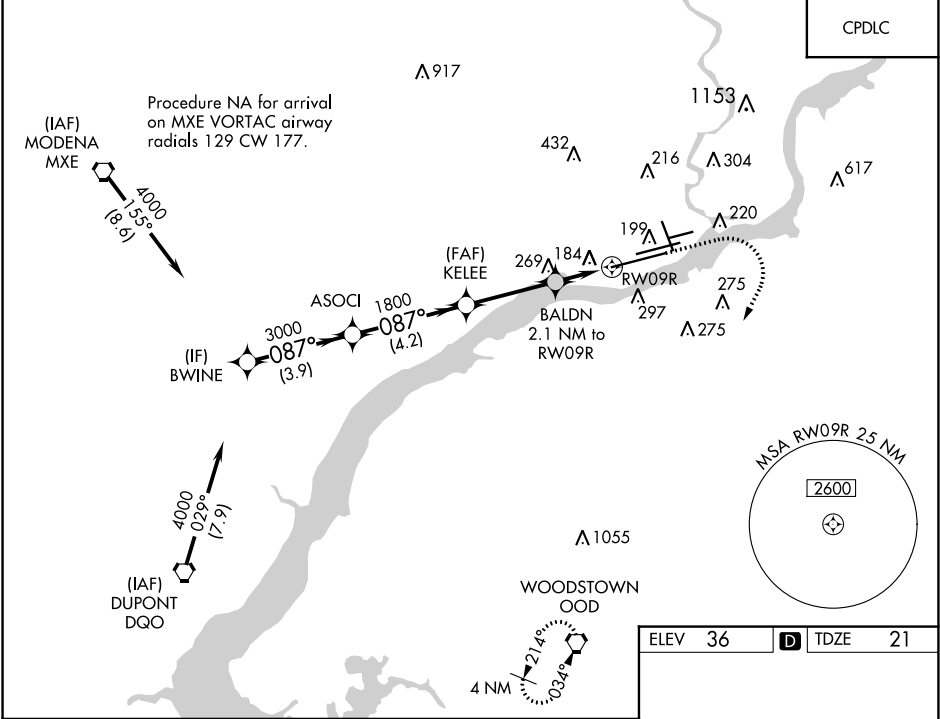 CPDLC
917
1153
Procedure NA for arrival
on MXE VORTAC airway
radials 129 CW 177.
(IAF)
MODENA
MXE
432
216
304
617
4000
155°
(8.6)
199
220
(FAF)
KELEE
269
184
RW09R
ASOCI
1800
087°
(4.2)
297
275
275
BALDN
2.1 NM to
RW09R
3000
087°
(3.9)
(IF)
BWINE
MSA RW09R 25 NM
2600
4000
029°
(7.9)
1055
(IAF)
DUPONT
DQO
WOODSTOWN
OOD
214°
034°
4 NM
ELEV 36 D TDZE 21